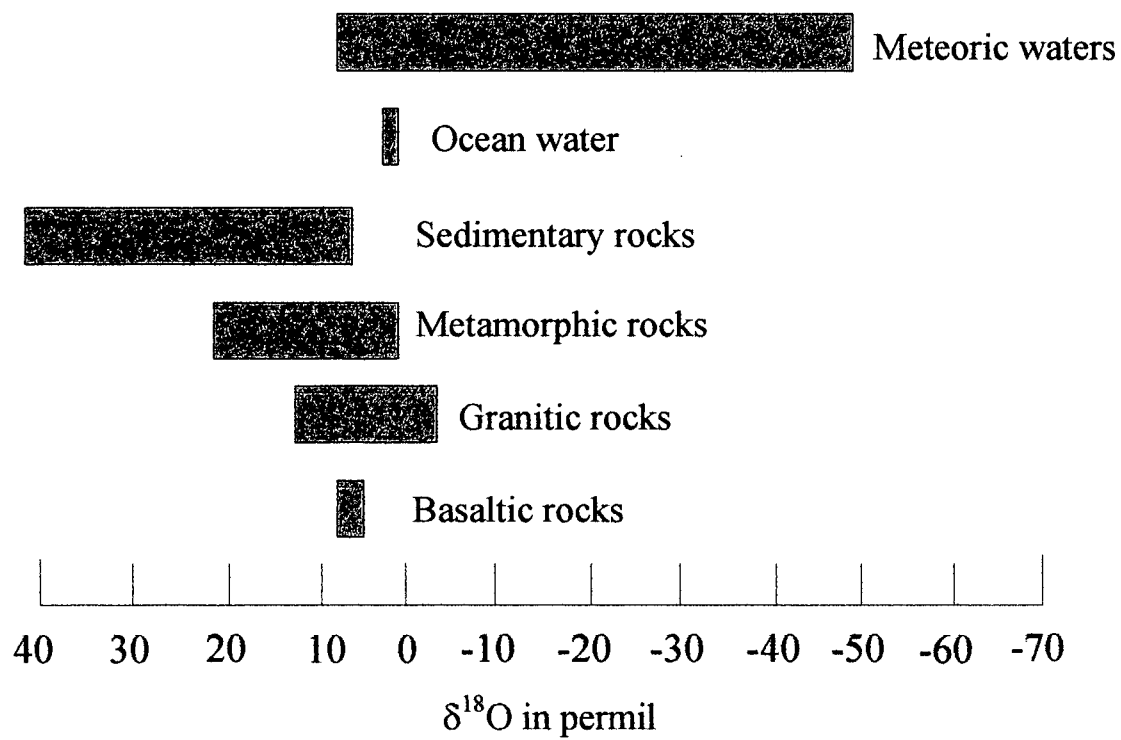 Meteoric waters
Ocean water
Sedimentary rocks
Metamorphic rocks
Granitic rocks
Basaltic rocks
40 30 20 10 0 -10 -20 -30 -40 -50 -60 -70
δ¹⁸O in permil